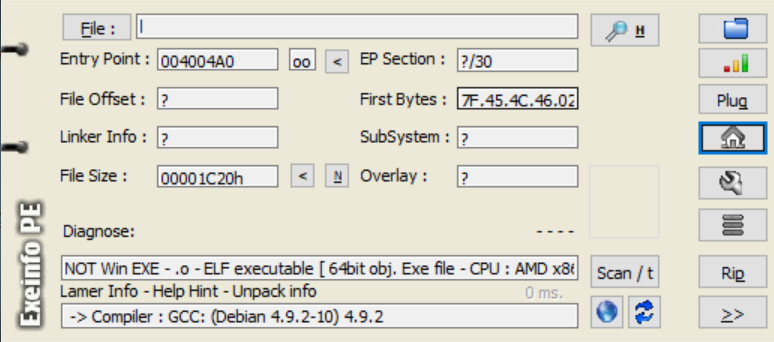 File : H
Entry Point : 004004A0 oo < EP Section : ?/30
File Offset : ? First Bytes : 7F.45.4C.46.02 Plug
Linker Info : ? SubSystem : ?
File Size : 00001C20h < N Overlay : ?
Diagnose: - - - -
NOT Win EXE - .o - ELF executable [ 64bit obj. Exe file - CPU : AMD x86 Scan / t Rip
Lamer Info - Help Hint - Unpack info 0 ms.
-> Compiler : GCC: (Debian 4.9.2-10) 4.9.2 >>
Exeinfo PE